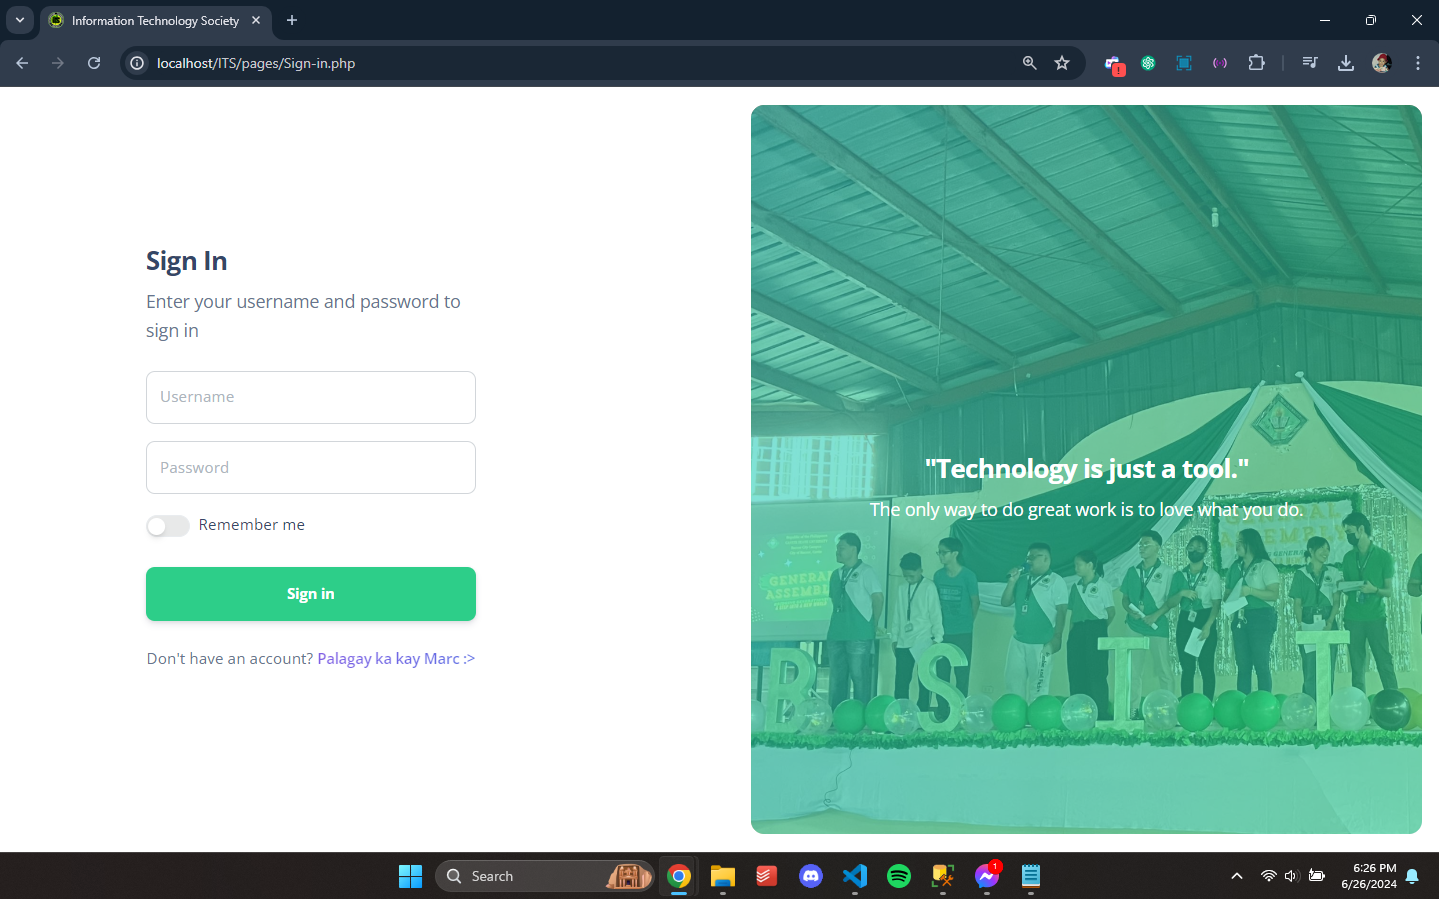 Information Technology Society
localhost/ITS/pages/Sign-in.php
Sign In
Enter your username and password to
sign in
Username
Password
Remember me
Sign in
Don't have an account? Palagay ka kay Marc :>
"Technology is just a tool."
The only way to do great work is to love what you do.
GENERAL
ASSEMBLY
GENERAL
ASSEMBLY
B S I T
Search
1
6:26 PM
6/26/2024